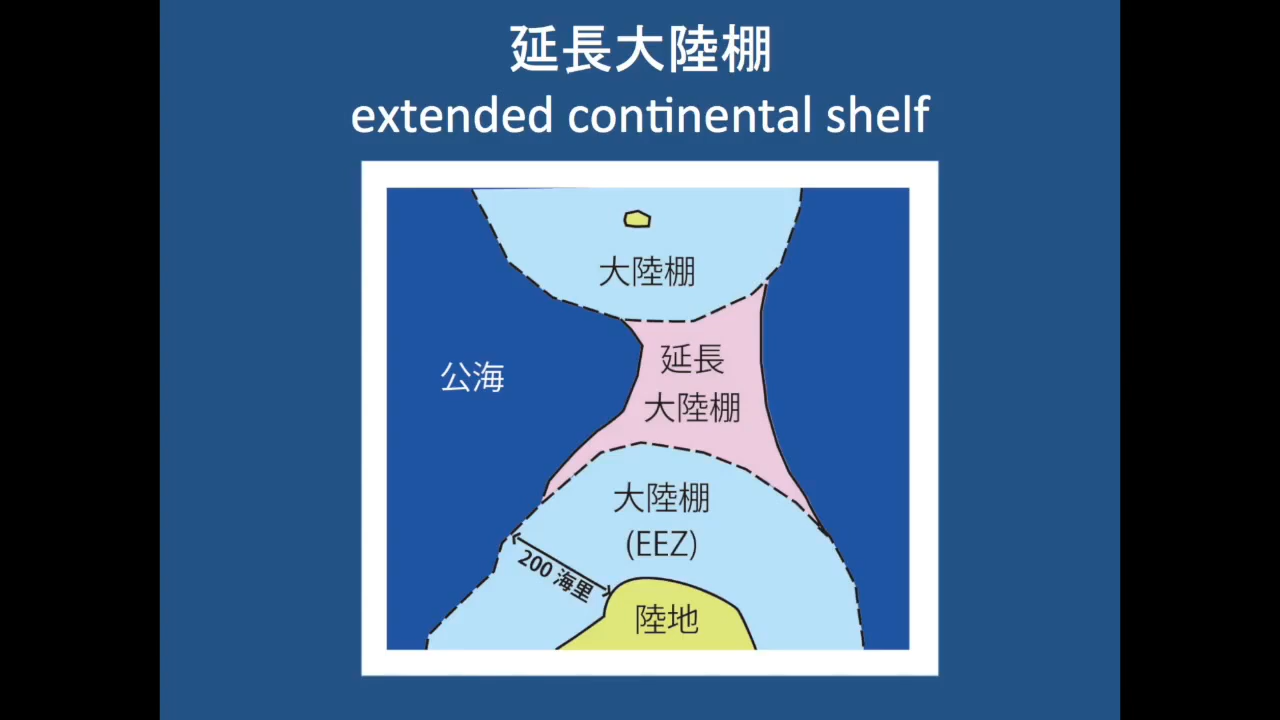 延長大陸棚
extended continental shelf
大陸棚
延長
大陸棚
公海
大陸棚
(EEZ)
200 海里
陸地